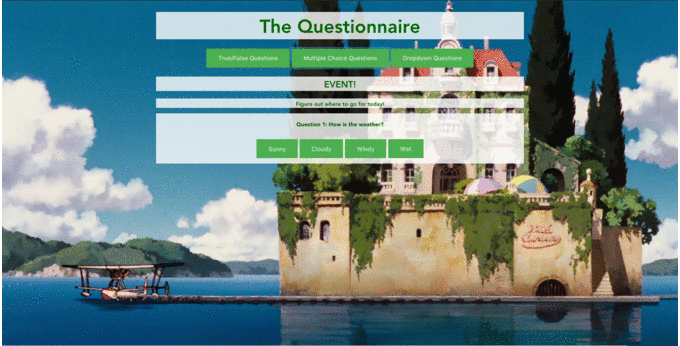 The Questionnaire
True/False Questions Multiple Choice Questions Dropdown Questions
EVENT!
Figure out where to go for today!
Question 1: How is the weather?
Sunny Cloudy Windy Wet